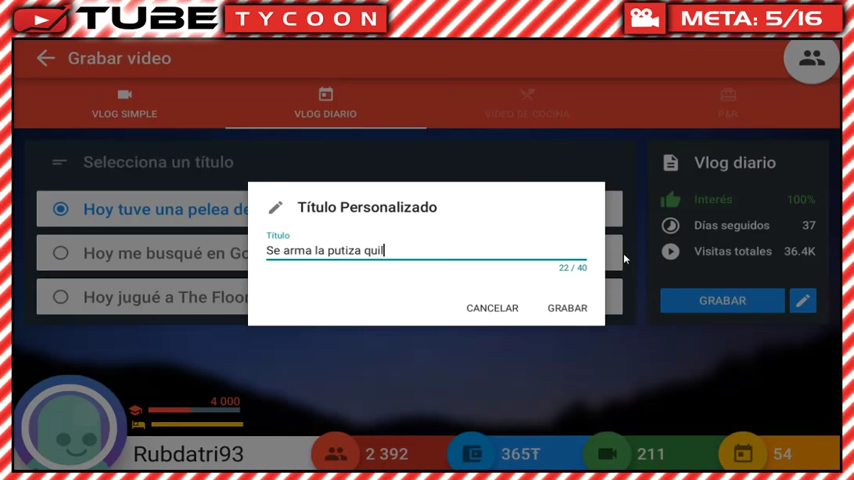 TUBE TYCOON
META: 5/16
Grabar video
VLOG SIMPLE
VLOG DIARIO
VIDEO DE COCINA
P&R
Selecciona un título
Hoy tuve una pelea de
Hoy me busqué en Go
Hoy jugué a The Floor
Título Personalizado
Título
Se arma la putiza quil
22 / 40
CANCELAR
GRABAR
Vlog diario
Interés 100%
Días seguidos 37
Visitas totales 36.4K
GRABAR
4 000
Rubdatri93
2 392
365T
211
54